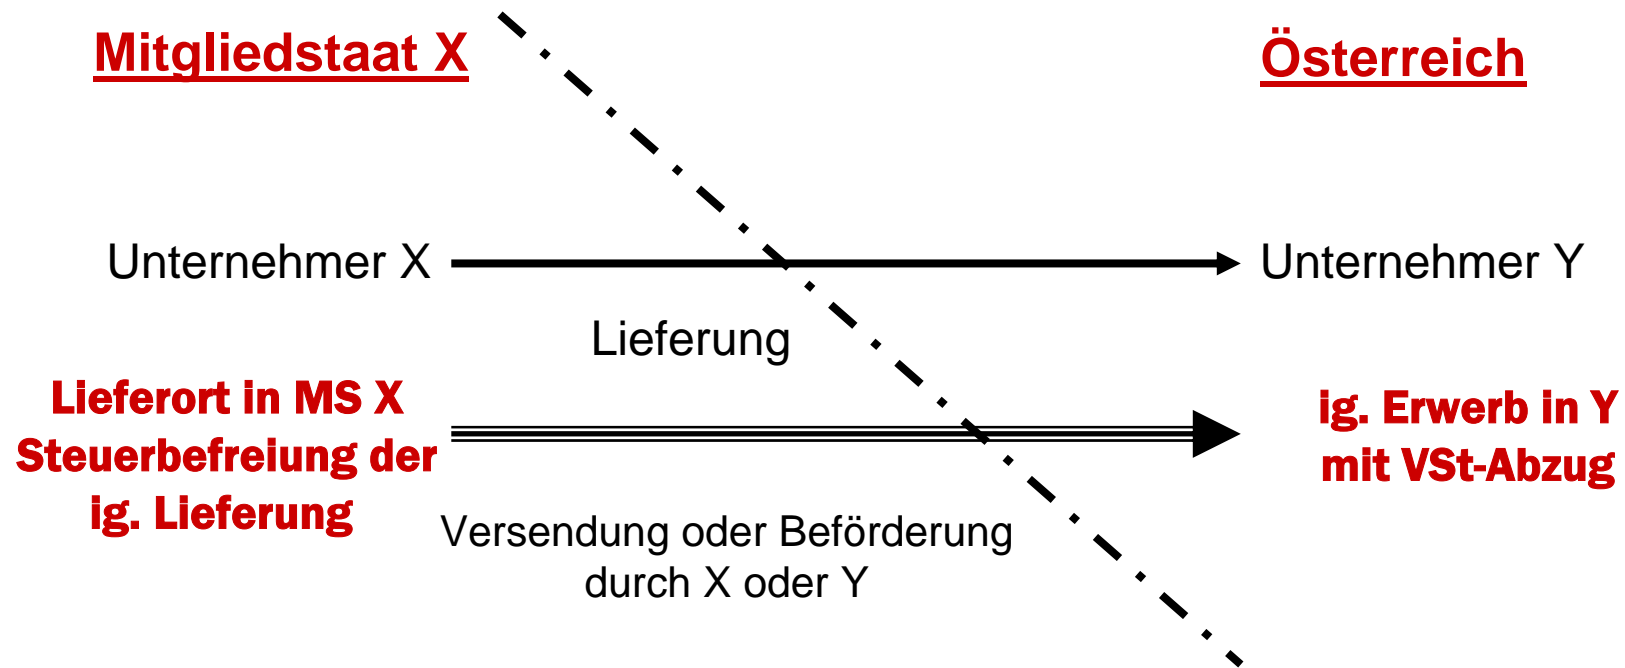 Mitgliedstaat X
Österreich
Unternehmer X
Unternehmer Y
Lieferung
Lieferort in MS X
Steuerbefreiung der
ig. Lieferung
ig. Erwerb in Y
mit VSt-Abzug
Versendung oder Beförderung
durch X oder Y